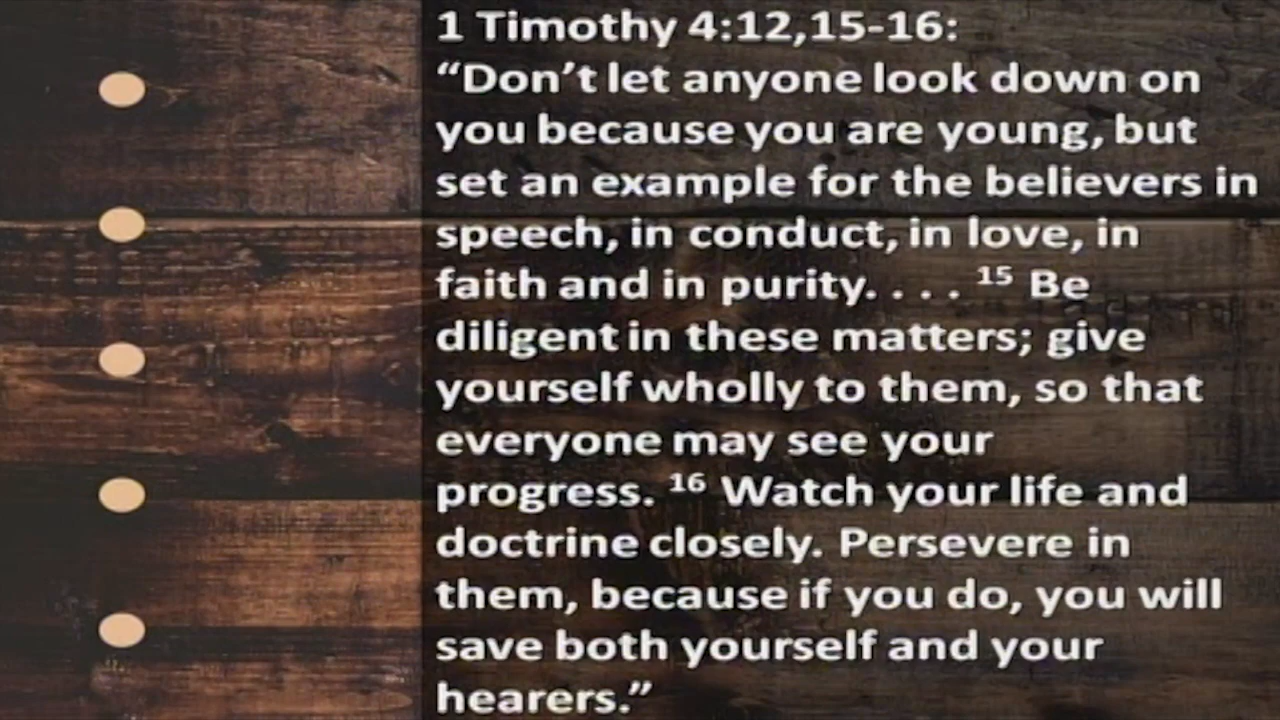 1 Timothy 4:12,15-16:
“Don’t let anyone look down on
you because you are young, but
set an example for the believers in
speech, in conduct, in love, in
faith and in purity. . . . ¹⁵ Be
diligent in these matters; give
yourself wholly to them, so that
everyone may see your
progress. ¹⁶ Watch your life and
doctrine closely. Persevere in
them, because if you do, you will
save both yourself and your
hearers.”